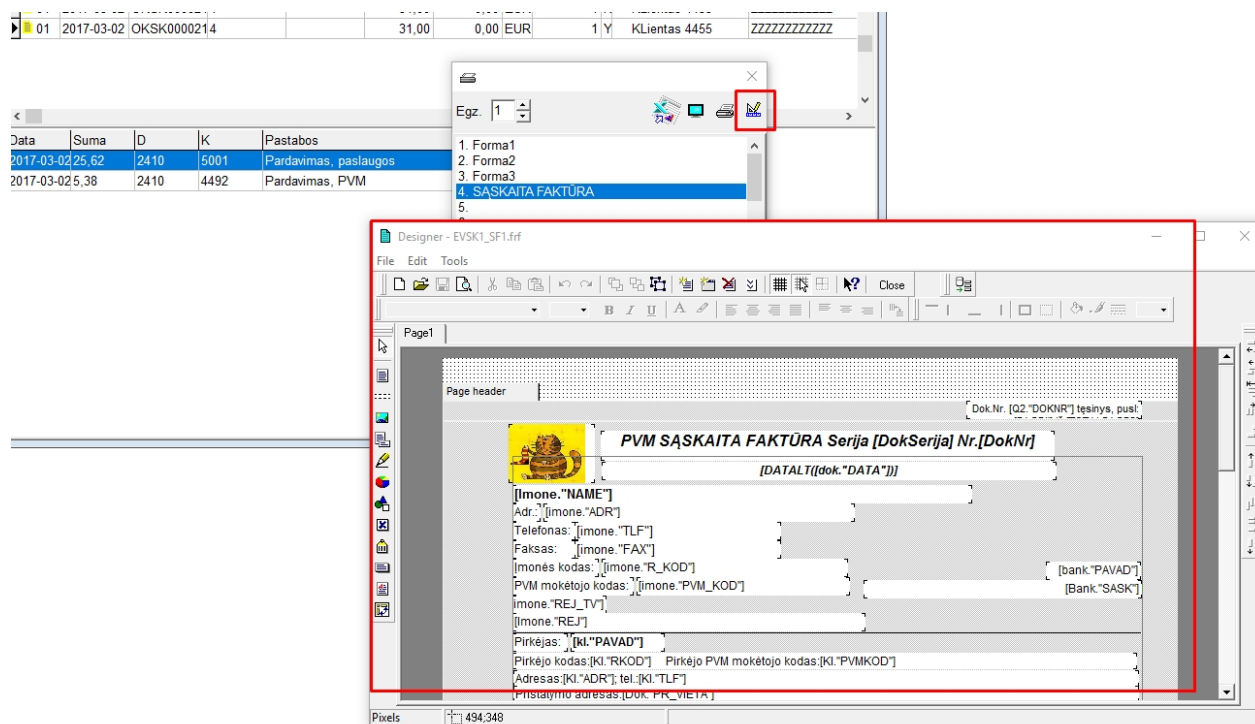 01 2017-03-02 OKSK0000214 31,00 0,00 EUR 1 Y KLientas 4455 ZZZZZZZZZZZZ
Egz. 1
Data Suma D K Pastabos
2017-03-02 25,62 2410 5001 Pardavimas, paslaugos
2017-03-02 5,38 2410 4492 Pardavimas, PVM
1. Forma1
2. Forma2
3. Forma3
4. SĄSKAITA FAKTŪRA
5.
Designer - EVSK1_SF1.frf
File Edit Tools
Close
B I U A
Page1
Page header
Dok.Nr. [Q2."DOKNR"] tęsinys, pusl:
PVM SĄSKAITA FAKTŪRA Serija [DokSerija] Nr.[DokNr]
[DATALT([dok."DATA"])]
[Imone."NAME"]
Adr.: [imone."ADR"]
Telefonas: [imone."TLF"]
Faksas: [imone."FAX"]
Įmonės kodas: [imone."R_KOD"]
[bank."PAVAD"]
PVM mokėtojo kodas: [imone."PVM_KOD"]
[Bank."SASK"]
imone."REJ_TV"]
[Imone."REJ"]
Pirkėjas: [kl."PAVAD"]
Pirkėjo kodas:[Kl."RKOD"] Pirkėjo PVM mokėtojo kodas:[Kl."PVMKOD"]
Adresas:[Kl."ADR"]; tel.:[Kl."TLF"]
Pristatymo adresas:[Dok."PR_VIETA"]
Pixels 494;348